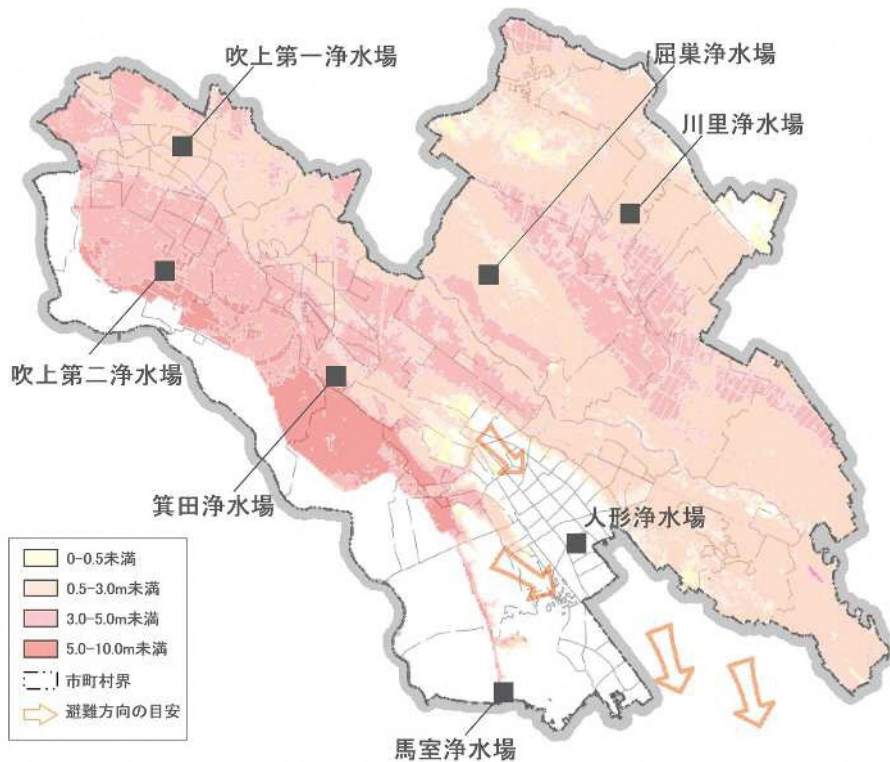 吹上第一浄水場
屈巣浄水場
川里浄水場
吹上第二浄水場
箕田浄水場
人形浄水場
馬室浄水場
0-0.5未満
0.5-3.0m未満
3.0-5.0m未満
5.0-10.0m未満
市町村界
避難方向の目安